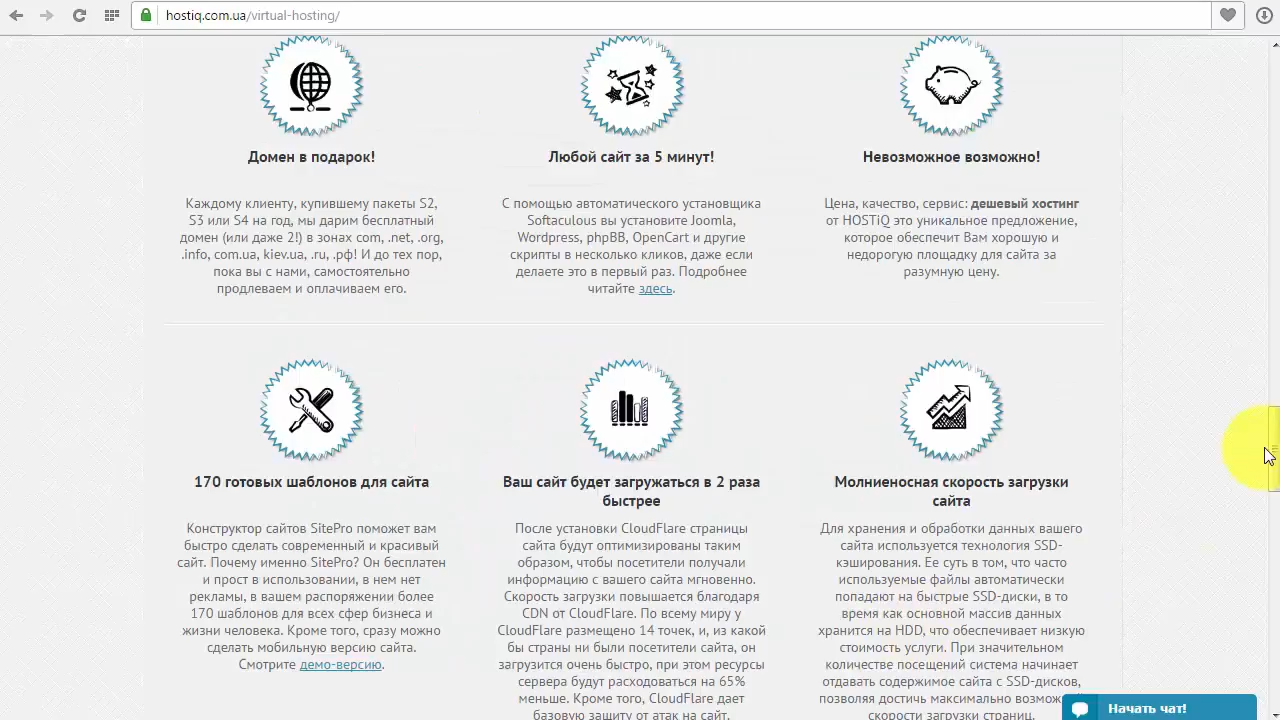 hostiq.com.ua/virtual-hosting/
Домен в подарок!
Каждому клиенту, купившему пакеты S2,
S3 или S4 на год, мы дарим бесплатный
домен (или даже 2!) в зонах com, .net, .org,
.info, com.ua, kiev.ua, .ru, .рф! И до тех пор,
пока вы с нами, самостоятельно
продлеваем и оплачиваем его.
Любой сайт за 5 минут!
С помощью автоматического установщика
Softaculous вы установите Joomla,
Wordpress, phpBB, OpenCart и другие
скрипты в несколько кликов, даже если
делаете это в первый раз. Подробнее
читайте здесь.
Невозможное возможно!
Цена, качество, сервис: дешевый хостинг
от HOSTiQ это уникальное предложение,
которое обеспечит Вам хорошую и
недорогую площадку для сайта за
разумную цену.
170 готовых шаблонов для сайта
Конструктор сайтов SitePro поможет вам
быстро сделать современный и красивый
сайт. Почему именно SitePro? Он бесплатен
и прост в использовании, в нем нет
рекламы, в вашем распоряжении более
170 шаблонов для всех сфер бизнеса и
жизни человека. Кроме того, сразу можно
сделать мобильную версию сайта.
Смотрите демо-версию.
Ваш сайт будет загружаться в 2 раза
быстрее
После установки CloudFlare страницы
сайта будут оптимизированы таким
образом, чтобы посетители получали
информацию с вашего сайта мгновенно.
Скорость загрузки повышается благодаря
CDN от CloudFlare. По всему миру у
CloudFlare размещено 14 точек, и, из какой
бы страны ни были посетители сайта, он
загрузится очень быстро, при этом ресурсы
сервера будут расходоваться на 65%
меньше. Кроме того, CloudFlare дает
базовую защиту от атак на сайт.
Молниеносная скорость загрузки
сайта
Для хранения и обработки данных вашего
сайта используется технология SSD-
кэширования. Ее суть в том, что часто
используемые файлы автоматически
попадают на быстрые SSD-диски, в то
время как основной массив данных
хранится на HDD, что обеспечивает низкую
стоимость услуги. При значительном
количестве посещений система начинает
отдавать содержимое сайта с SSD-дисков,
позволяя достичь максимально
скорости загрузки страниц.
Начать чат!